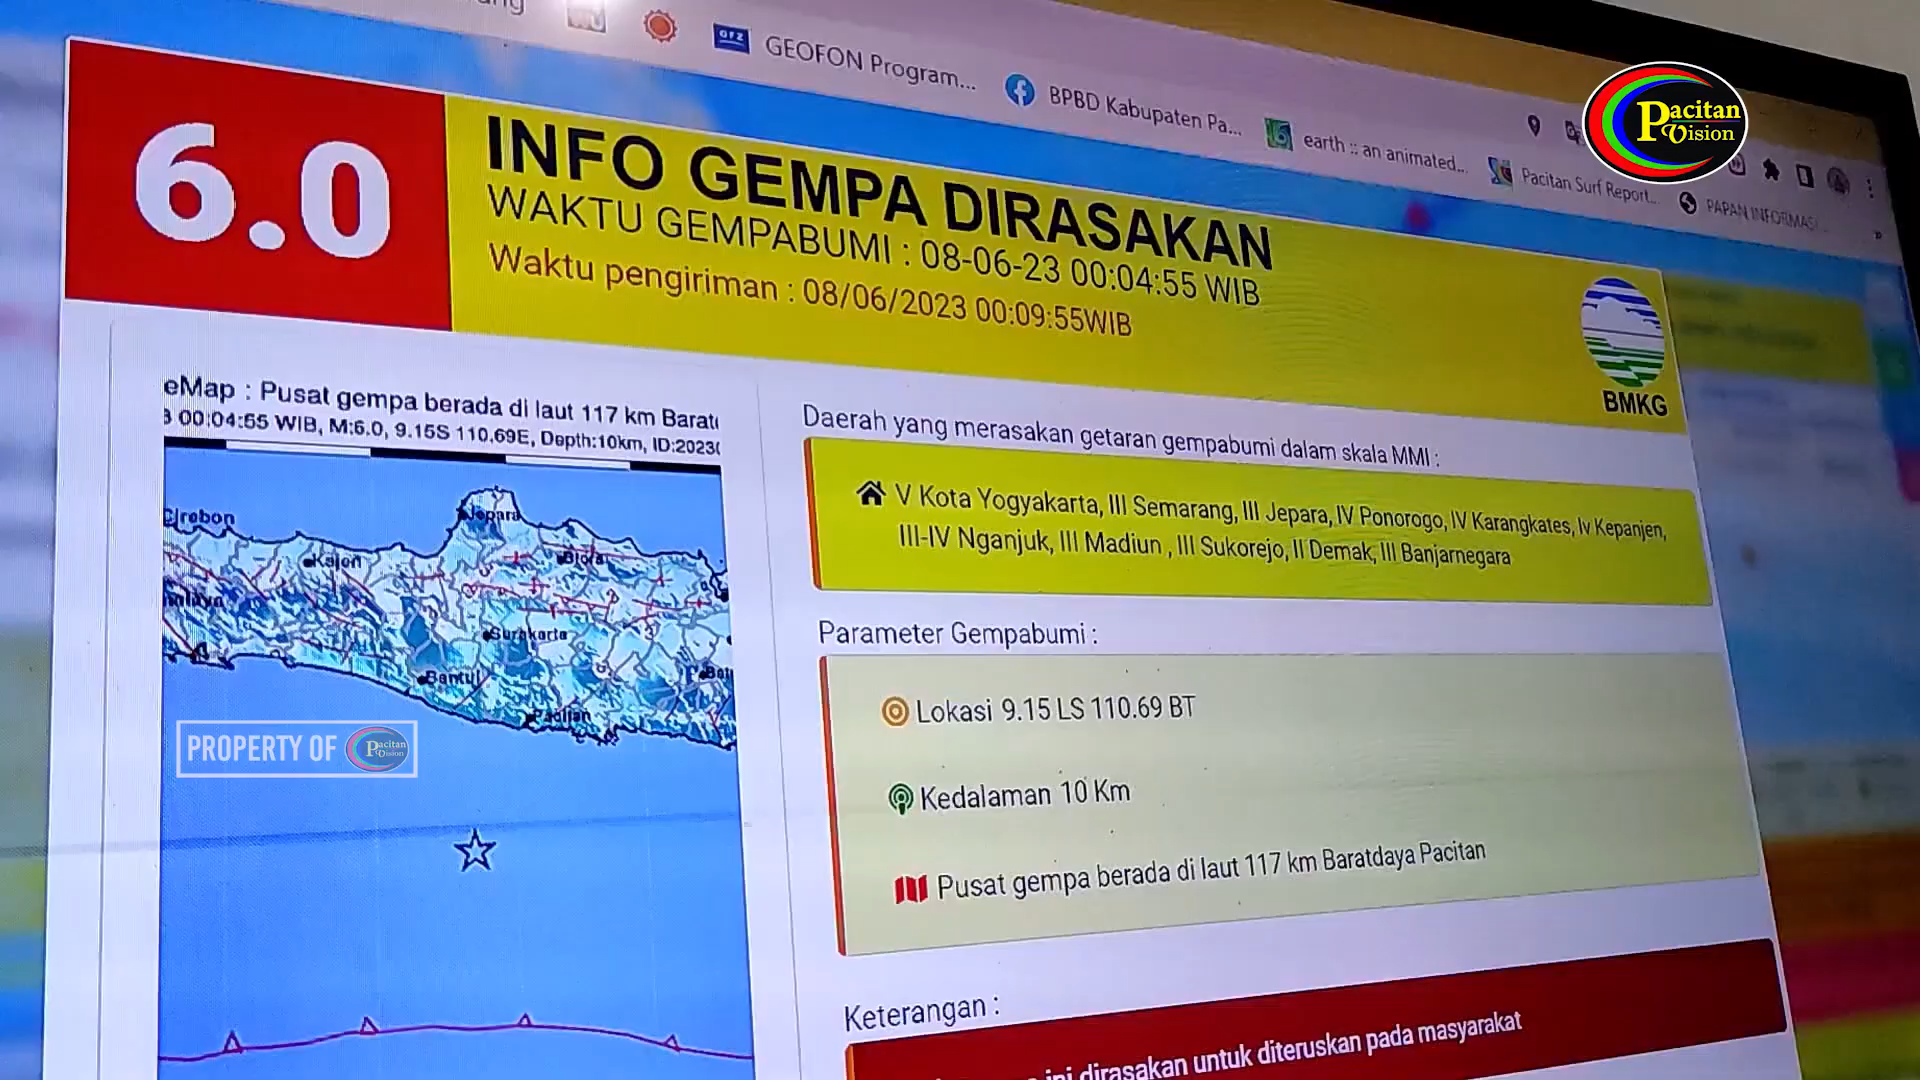 GFZ GEOFON Program...
BPBD Kabupaten Pa...
earth :: an animated...
Pacitan Surf Report...
PAPAN INFORMASI...
Pacitan
Vision
6.0
INFO GEMPA DIRASAKAN
WAKTU GEMPABUMI : 08-06-23 00:04:55 WIB
Waktu pengiriman : 08/06/2023 00:09:55WIB
BMKG
eMap : Pusat gempa berada di laut 117 km Barat
00:04:55 WIB, M:6.0, 9.15S 110.69E, Depth:10km, ID:2023
Cirebon
Jepara
Kajen
Blora
Surakarta
Bantul
Pacitan
PROPERTY OF Pacitan Vision
Daerah yang merasakan getaran gempabumi dalam skala MMI :
V Kota Yogyakarta, III Semarang, III Jepara, IV Ponorogo, IV Karangkates, Iv Kepanjen,
III-IV Nganjuk, III Madiun , III Sukorejo, II Demak, III Banjarnegara
Parameter Gempabumi :
Lokasi 9.15 LS 110.69 BT
Kedalaman 10 Km
Pusat gempa berada di laut 117 km Baratdaya Pacitan
Keterangan :
ini dirasakan untuk diteruskan pada masyarakat